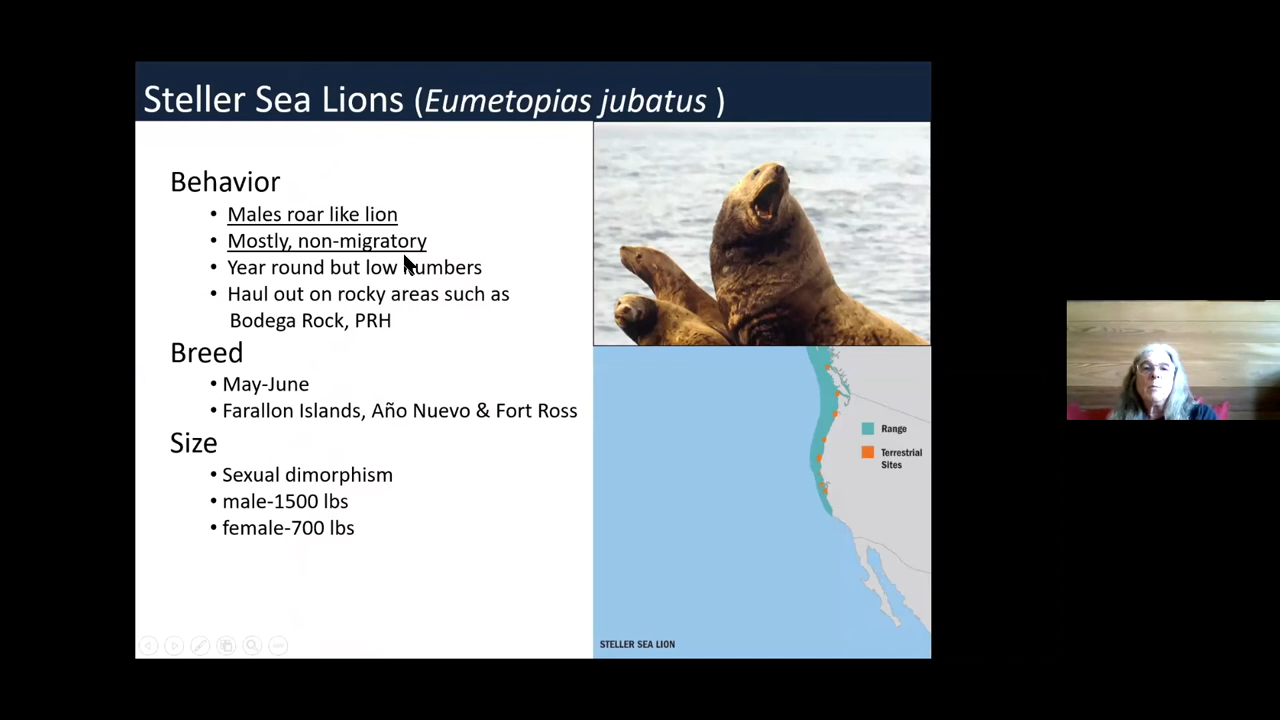 Steller Sea Lions (Eumetopias jubatus )
Behavior
• Males roar like lion
• Mostly, non-migratory
• Year round but low numbers
• Haul out on rocky areas such as
Bodega Rock, PRH
Breed
• May-June
• Farallon Islands, Año Nuevo & Fort Ross
Size
• Sexual dimorphism
• male-1500 lbs
• female-700 lbs
Range
Terrestrial
Sites
STELLER SEA LION